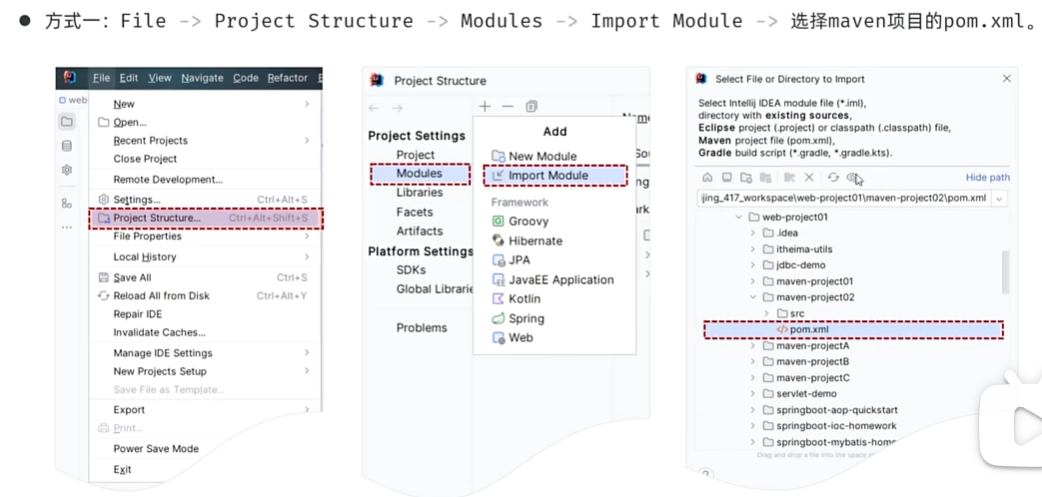 ● 方式一：File -> Project Structure -> Modules -> Import Module -> 选择maven项目的pom.xml。
File Edit View Navigate Code Refactor
web
New
Open...
Recent Projects
Close Project
Remote Development...
Settings... Ctrl+Alt+S
Project Structure... Ctrl+Alt+Shift+S
File Properties
Local History
Save All Ctrl+S
Reload All from Disk Ctrl+Alt+Y
Repair IDE
Invalidate Caches...
Manage IDE Settings
New Projects Setup
Save File as Template...
Export
Print...
Power Save Mode
Exit
Project Structure
Project Settings
Project
Modules
Libraries
Facets
Artifacts
Platform Settings
SDKs
Global Librarie
Problems
Add
New Module
Import Module
Framework
Groovy
Hibernate
JPA
JavaEE Application
Kotlin
Spring
Web
Select File or Directory to Import
Select Intellij IDEA module file (*.iml),
directory with existing sources,
Eclipse project (.project) or classpath (.classpath) file,
Maven project file (pom.xml),
Gradle build script (*.gradle, *.gradle.kts).
Hide path
jing_417_workspace\web-project01\maven-project02\pom.xml
web-project01
.idea
itheima-utils
jdbc-demo
maven-project01
maven-project02
src
pom.xml
maven-projectA
maven-projectB
maven-projectC
servlet-demo
springboot-aop-quickstart
springboot-ioc-homework
springboot-mybatis-home
Drag and drop a file into the space